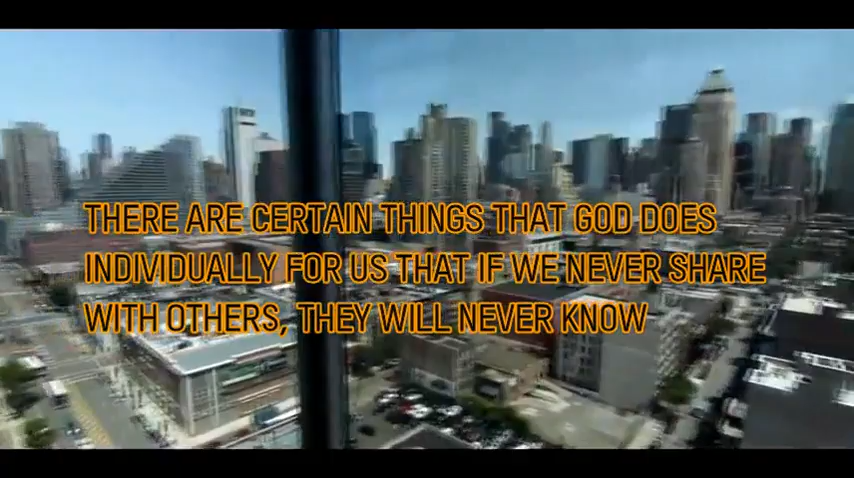 THERE ARE CERTAIN THINGS THAT GOD DOES
INDIVIDUALLY FOR US THAT IF WE NEVER SHARE
WITH OTHERS, THEY WILL NEVER KNOW